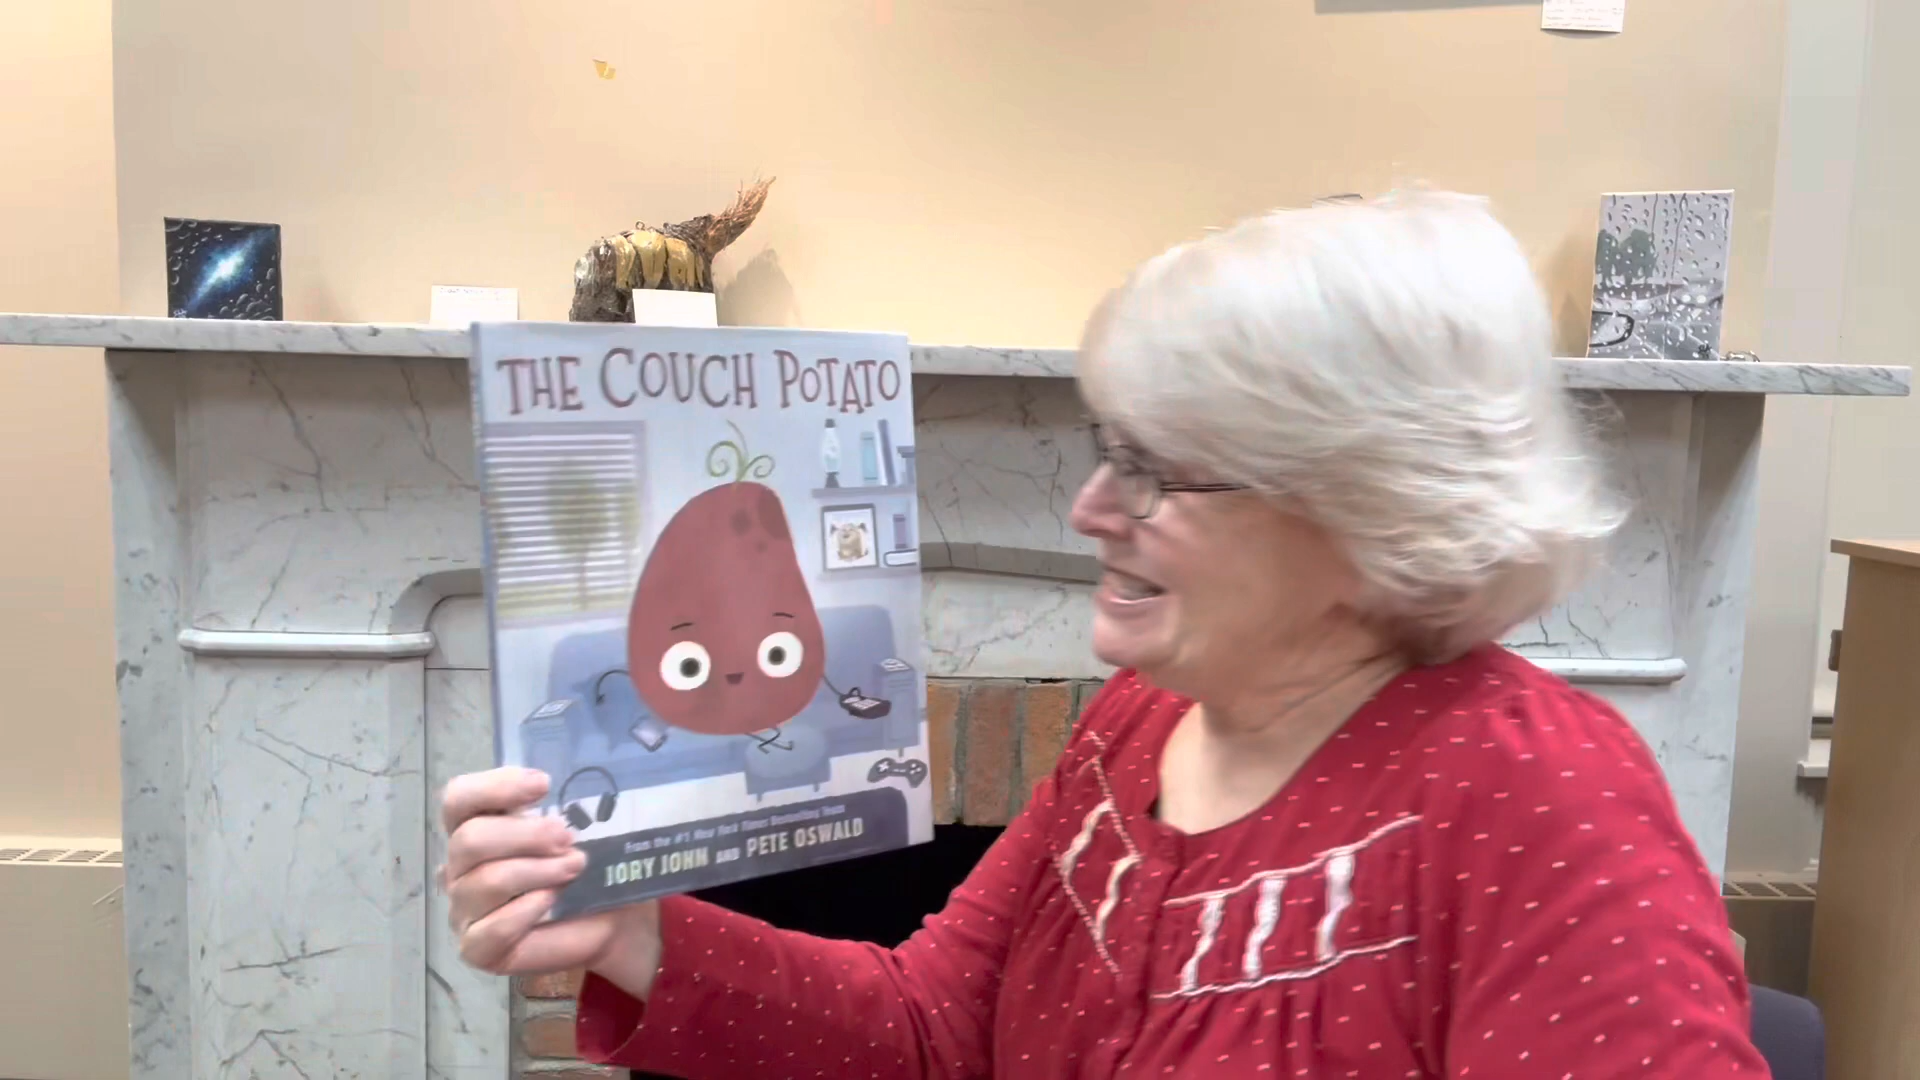 THE COUCH POTATO
From the #1 New York Times Bestselling Team
JORY JOHN AND PETE OSWALD